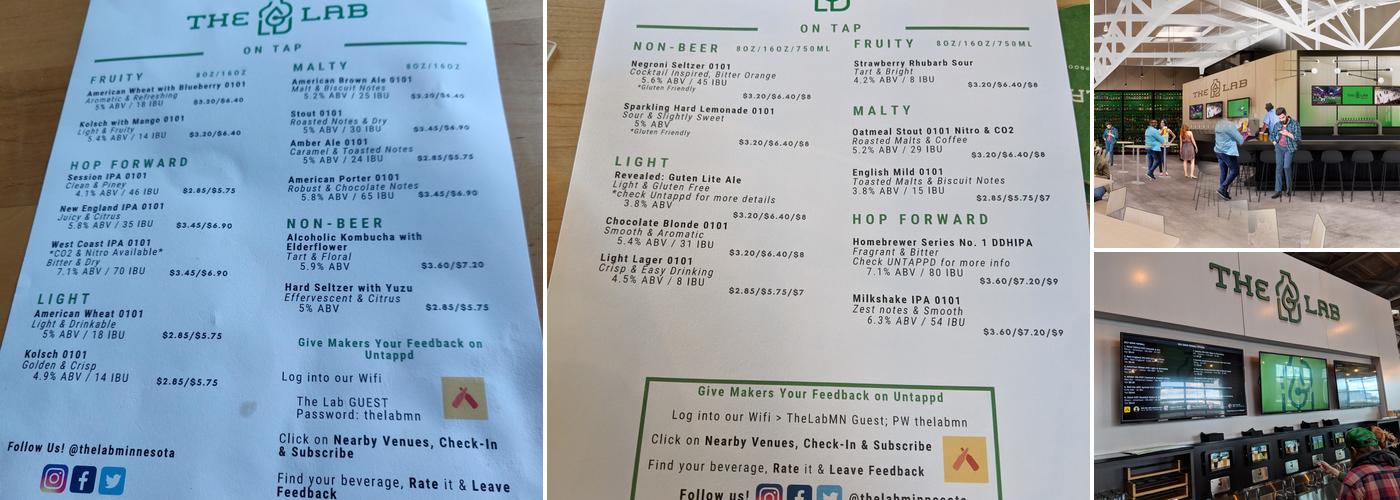 THE LAB
ON TAP
FRUITY 8OZ/16OZ
American Wheat with Blueberry 0101
Aromatic & Refreshing
5% ABV / 18 IBU $3.20/$6.40
Kolsch with Mango 0101
Light & Fruity
5.4% ABV / 14 IBU $3.20/$6.40
HOP FORWARD
Session IPA 0101
Clean & Piney
4.1% ABV / 46 IBU $2.85/$5.75
New England IPA 0101
Juicy & Citrus
5.8% ABV / 35 IBU $3.45/$6.90
West Coast IPA 0101
*CO2 & Nitro Available*
Bitter & Dry
7.1% ABV / 70 IBU $3.45/$6.90
LIGHT
American Wheat 0101
Light & Drinkable
5% ABV / 18 IBU $2.85/$5.75
Kolsch 0101
Golden & Crisp
4.9% ABV / 14 IBU $2.85/$5.75
Follow Us! @thelabminnesota
MALTY 8OZ/16OZ
American Brown Ale 0101
Malt & Biscuit Notes
5.2% ABV / 25 IBU $3.20/$6.40
Stout 0101
Roasted Notes & Dry
5% ABV / 30 IBU $3.45/$6.90
Amber Ale 0101
Caramel & Toasted Notes
5% ABV / 24 IBU $2.85/$5.75
American Porter 0101
Robust & Chocolate Notes
5.8% ABV / 65 IBU $3.45/$6.90
NON-BEER
Alcoholic Kombucha with
Elderflower
Tart & Floral
5.9% ABV $3.60/$7.20
Hard Seltzer with Yuzu
Effervescent & Citrus
5% ABV $2.85/$5.75
Give Makers Your Feedback on
Untappd
Log into our Wifi
The Lab GUEST
Password: thelabmn
Click on Nearby Venues, Check-In
& Subscribe
Find your beverage, Rate it & Leave
Feedback
ON TAP
NON-BEER 8OZ/16OZ/750ML
Negroni Seltzer 0101
Cocktail Inspired, Bitter Orange
5.6% ABV / 45 IBU
*Gluten Friendly
$3.20/$6.40/$8
Sparkling Hard Lemonade 0101
Sour & Slightly Sweet
5% ABV
*Gluten Friendly
$3.20/$6.40/$8
LIGHT
Revealed: Guten Lite Ale
Light & Gluten Free
*check Untappd for more details
3.8% ABV
$3.20/$6.40/$8
Chocolate Blonde 0101
Smooth & Aromatic
5.4% ABV / 31 IBU
$3.20/$6.40/$8
Light Lager 0101
Crisp & Easy Drinking
4.5% ABV / 8 IBU
$2.85/$5.75/$7
FRUITY 8OZ/16OZ/750ML
Strawberry Rhubarb Sour
Tart & Bright
4.2% ABV / 8 IBU
$3.20/$6.40/$8
MALTY
Oatmeal Stout 0101 Nitro & CO2
Roasted Malts & Coffee
5.2% ABV / 29 IBU
$3.20/$6.40/$8
English Mild 0101
Toasted Malts & Biscuit Notes
3.8% ABV / 15 IBU
$2.85/$5.75/$7
HOP FORWARD
Homebrewer Series No. 1 DDHIPA
Fragrant & Bitter
Check UNTAPPD for more info
7.1% ABV / 80 IBU
$3.60/$7.20/$9
Milkshake IPA 0101
Zest notes & Smooth
6.3% ABV / 54 IBU
$3.60/$7.20/$9
Give Makers Your Feedback on Untappd
Log into our Wifi > TheLabMN Guest; PW thelabmn
Click on Nearby Venues, Check-In & Subscribe
Find your beverage, Rate it & Leave Feedback
Follow us! @thelabminnesota
THE LAB
THE LAB
THE LAB